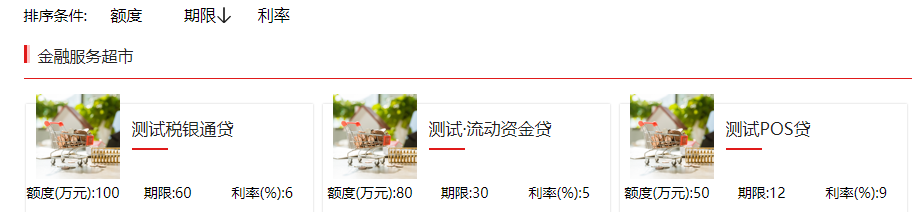 排序条件: 额度 期限↓ 利率
金融服务超市
测试税银通贷 测试·流动资金贷 测试POS贷
额度(万元):100 期限:60 利率(%):6 额度(万元):80 期限:30 利率(%):5 额度(万元):50 期限:12 利率(%):9